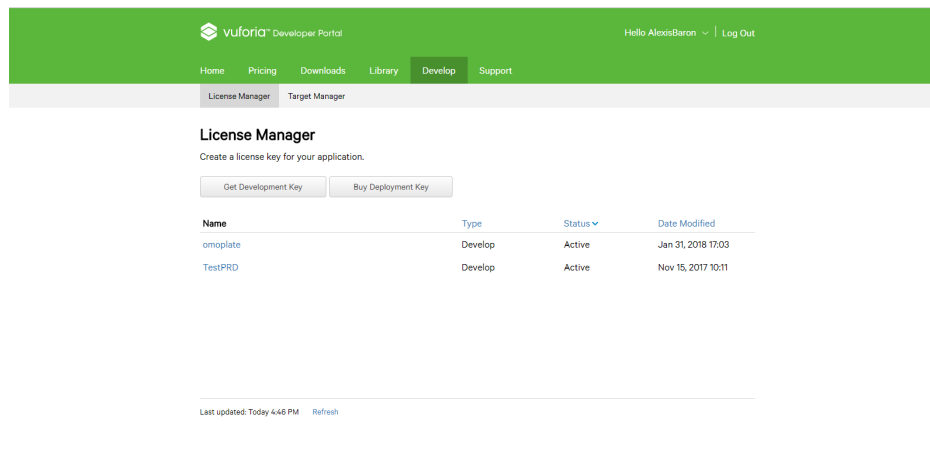 vuforia™ Developer Portal
Hello AlexisBaron | Log Out
Home Pricing Downloads Library Develop Support
License Manager Target Manager
License Manager
Create a license key for your application.
Get Development Key Buy Deployment Key
Name Type Status Date Modified
omoplate Develop Active Jan 31, 2018 17:03
TestPRD Develop Active Nov 15, 2017 10:11
Last updated: Today 4:46 PM Refresh